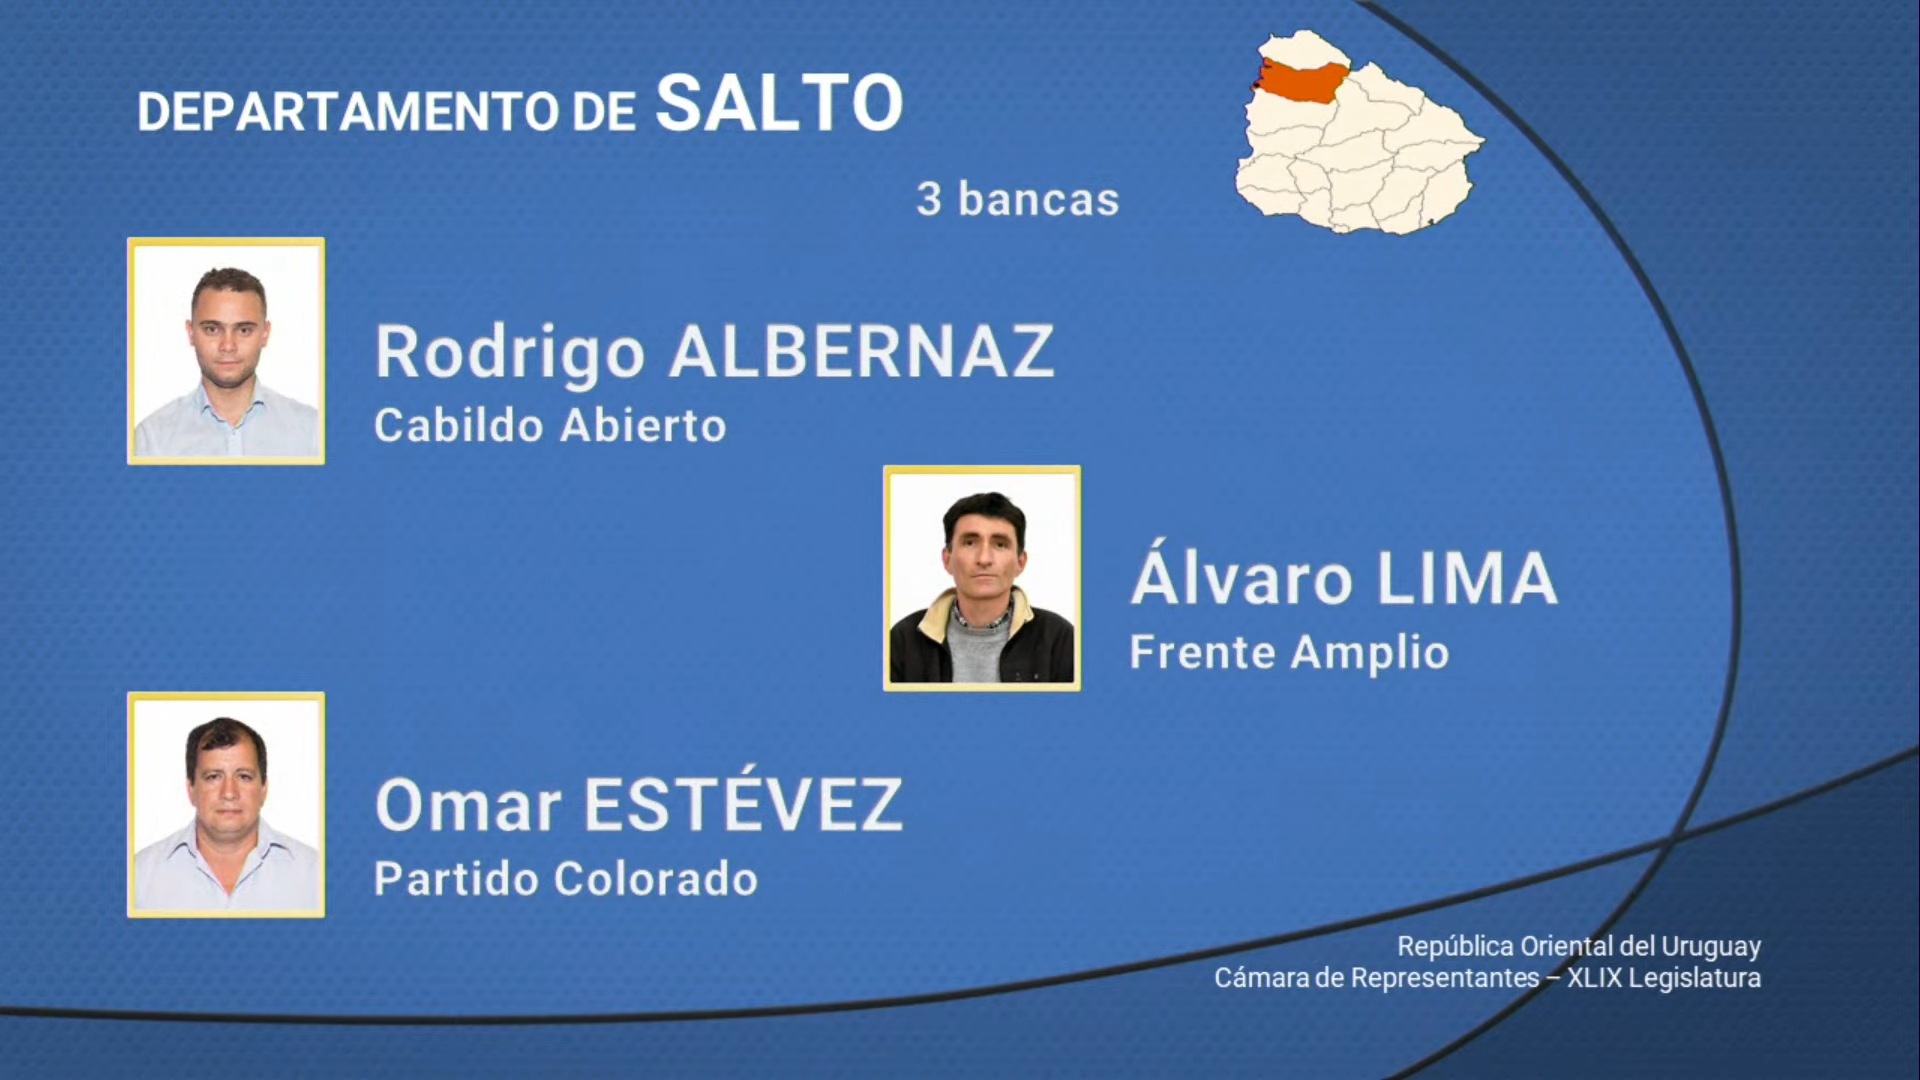 DEPARTAMENTO DE SALTO
3 bancas
Rodrigo ALBERNAZ
Cabildo Abierto
Álvaro LIMA
Frente Amplio
Omar ESTÉVEZ
Partido Colorado
República Oriental del Uruguay
Cámara de Representantes – XLIX Legislatura